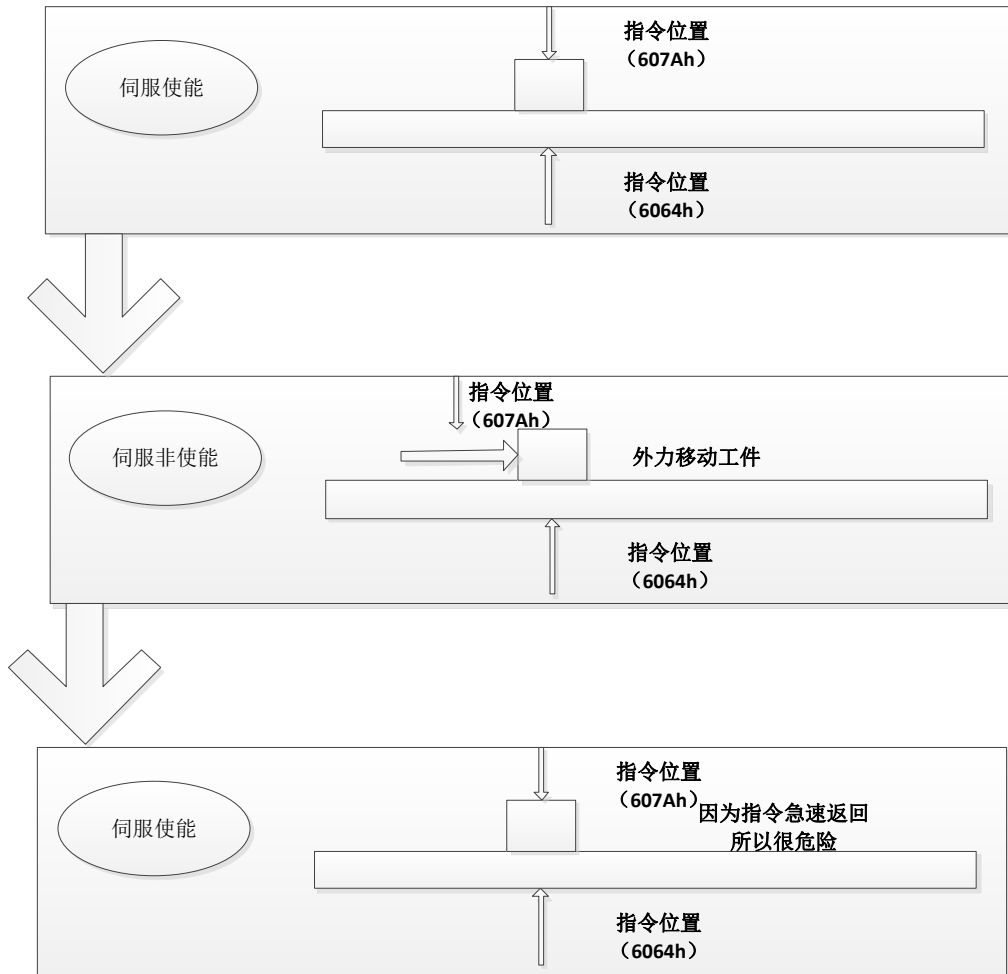 指令位置
（607Ah）
伺服使能
指令位置
（6064h）
指令位置
（607Ah）
伺服非使能
外力移动工件
指令位置
（6064h）
指令位置
（607Ah）
因为指令急速返回
所以很危险
伺服使能
指令位置
（6064h）